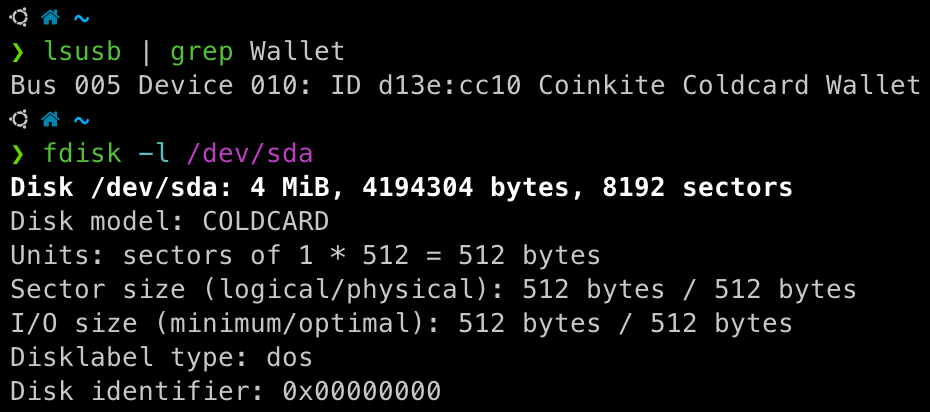 ~
❯ lsusb | grep Wallet
Bus 005 Device 010: ID d13e:cc10 Coinkite Coldcard Wallet
~
❯ fdisk -l /dev/sda
Disk /dev/sda: 4 MiB, 4194304 bytes, 8192 sectors
Disk model: COLDCARD
Units: sectors of 1 * 512 = 512 bytes
Sector size (logical/physical): 512 bytes / 512 bytes
I/O size (minimum/optimal): 512 bytes / 512 bytes
Disklabel type: dos
Disk identifier: 0x00000000